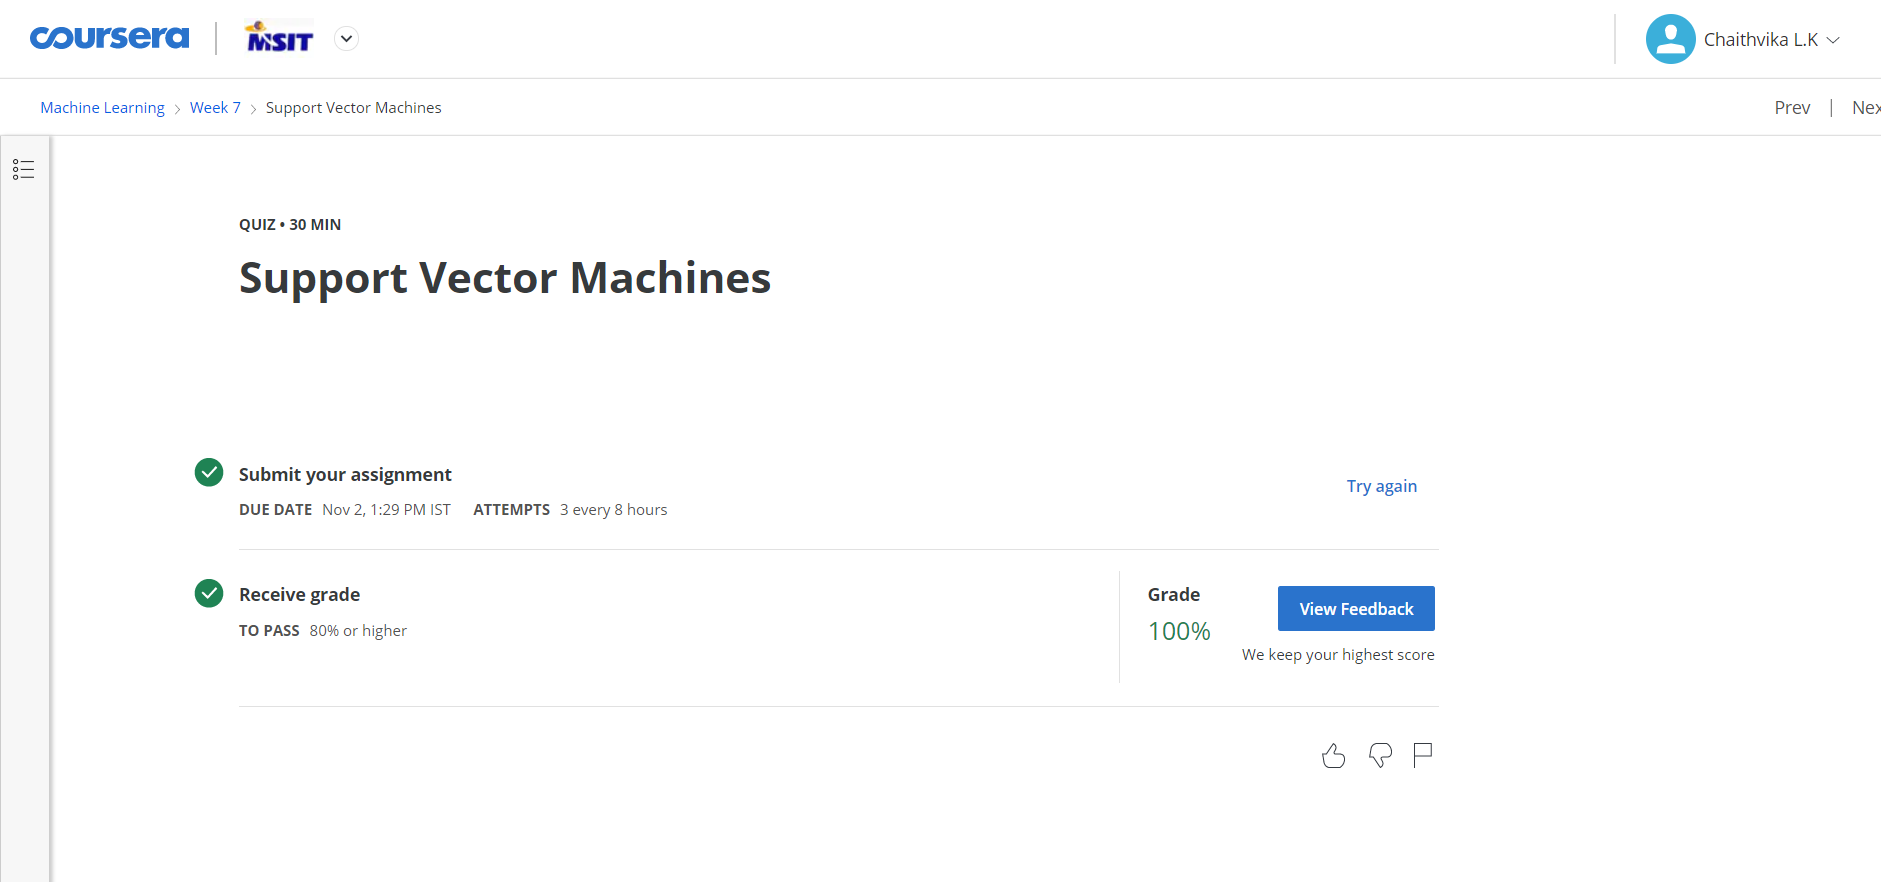 coursera
MSIT
Chaithvika L.K
Machine Learning > Week 7 > Support Vector Machines
Prev | Nex
QUIZ • 30 MIN
Support Vector Machines
Submit your assignment
Try again
DUE DATE Nov 2, 1:29 PM IST ATTEMPTS 3 every 8 hours
Receive grade
Grade
View Feedback
TO PASS 80% or higher
100%
We keep your highest score